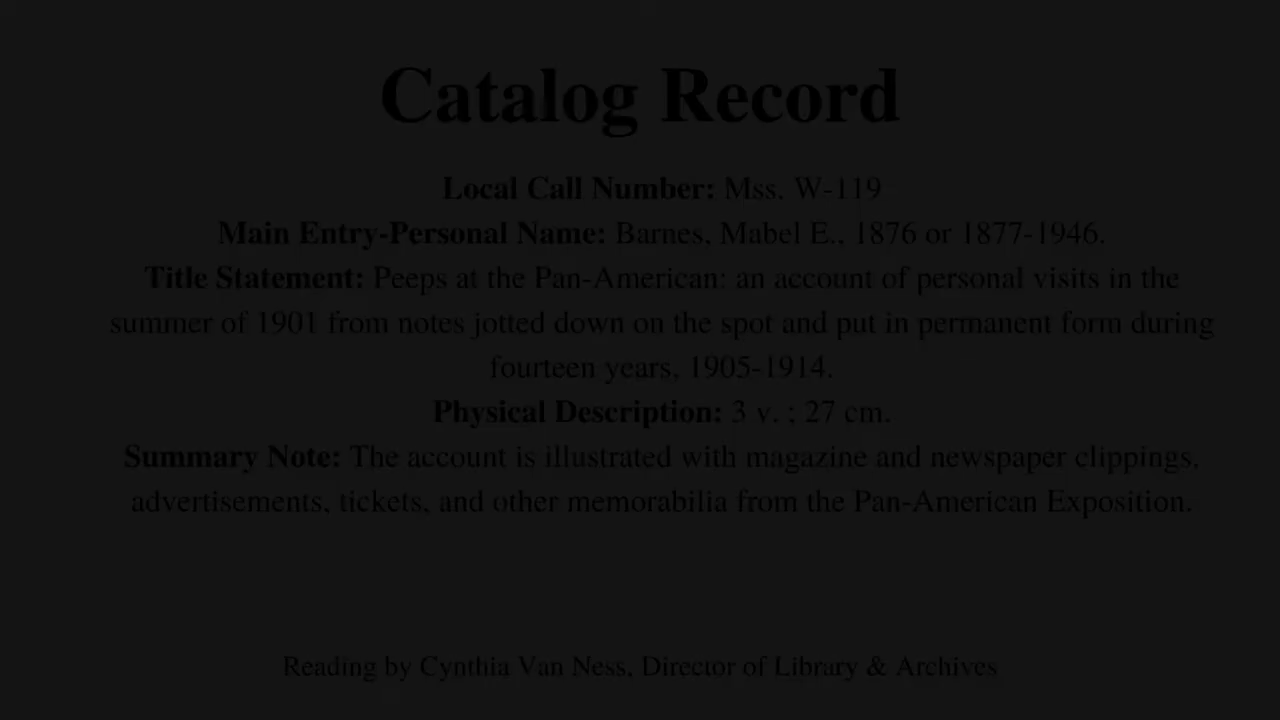 Catalog Record
Local Call Number: Mss. W-119
Main Entry-Personal Name: Barnes, Mabel E., 1876 or 1877-1946.
Title Statement: Peeps at the Pan-American: an account of personal visits in the
summer of 1901 from notes jotted down on the spot and put in permanent form during
fourteen years, 1905-1914.
Physical Description: 3 v. ; 27 cm.
Summary Note: The account is illustrated with magazine and newspaper clippings,
advertisements, tickets, and other memorabilia from the Pan-American Exposition.
Reading by Cynthia Van Ness, Director of Library & Archives